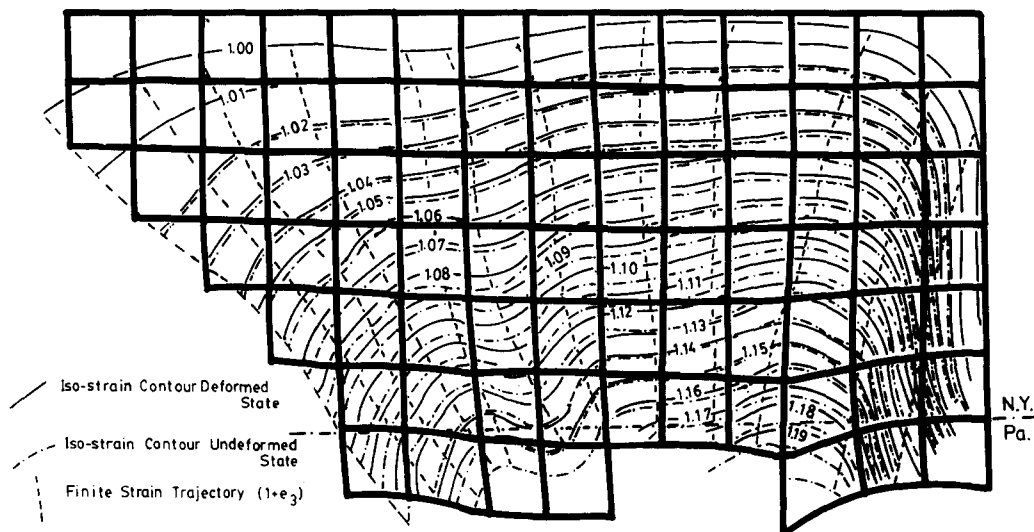 1.00
1.01
1.02
1.03
1.04
1.05
1.06
1.07
1.08
1.09
1.10
1.11
1.12
1.13
1.14
1.15
1.16
1.17
1.18
1.19
Iso-strain Contour Deformed
State
Iso-strain Contour Undeformed
State
Finite Strain Trajectory (1+e₃)
N.Y.
Pa.